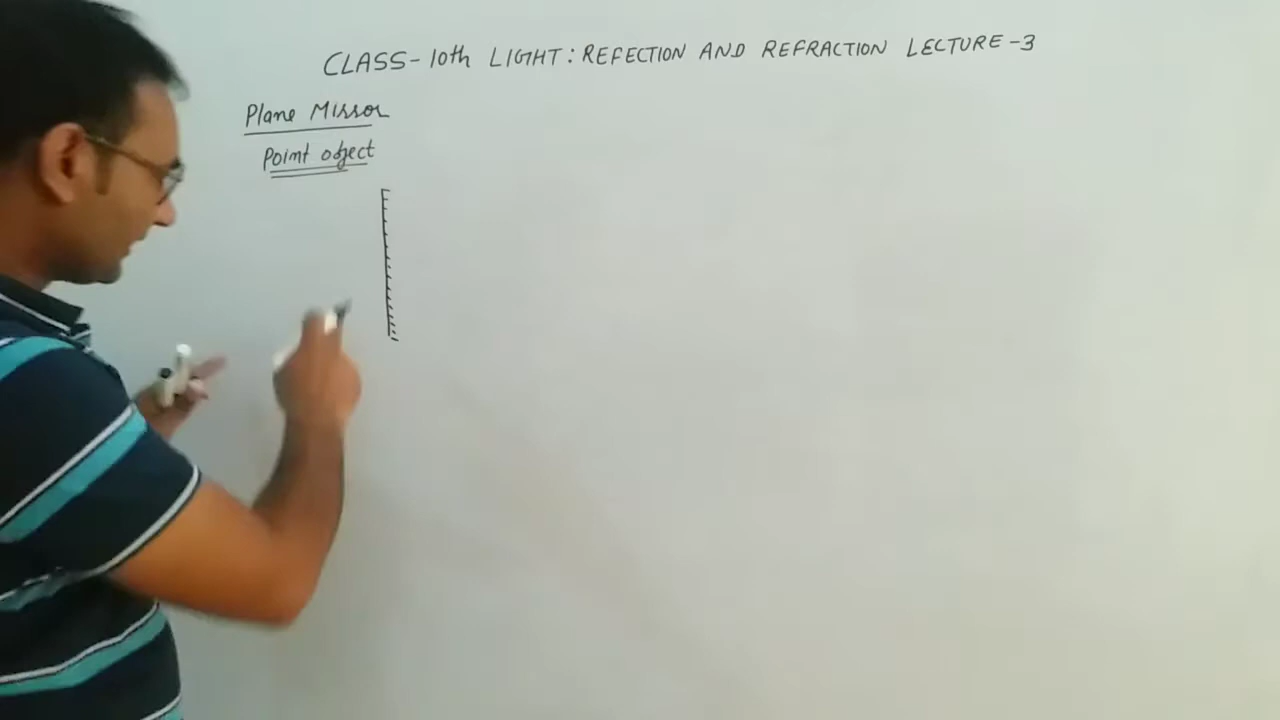 CLASS-10th LIGHT: REFECTION AND REFRACTION LECTURE-3
Plane Mirror
Point object